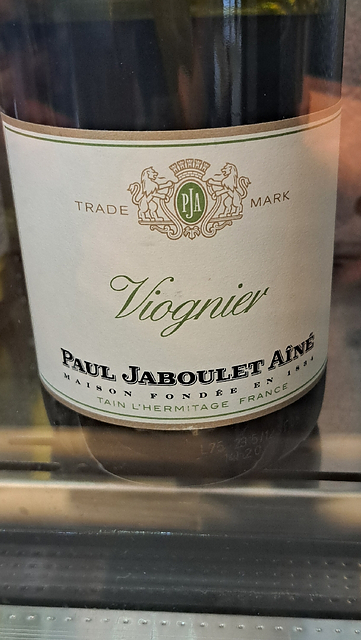 TRADE PJA MARK
Viognier
PAUL JABOULET AÎNÉ
MAISON FONDÉE EN 1834
TAIN L'HERMITAGE FRANCE